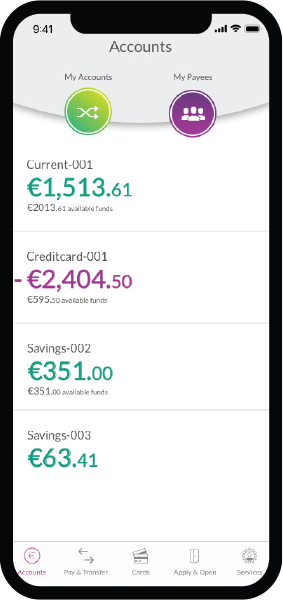 9:41
Accounts
My Accounts My Payees
Current-001
€1,513.61
€2013.61 available funds
Creditcard-001
- €2,404.50
€595.50 available funds
Savings-002
€351.00
€351.00 available funds
Savings-003
€63.41
Accounts Pay & Transfer Cards Apply & Open Services